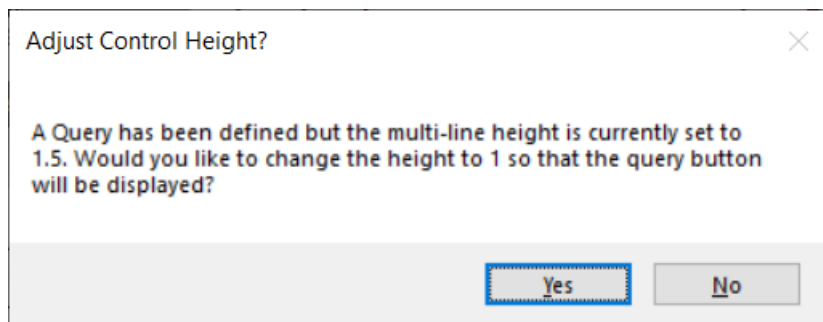 Adjust Control Height?
A Query has been defined but the multi-line height is currently set to
1.5. Would you like to change the height to 1 so that the query button
will be displayed?
Yes No